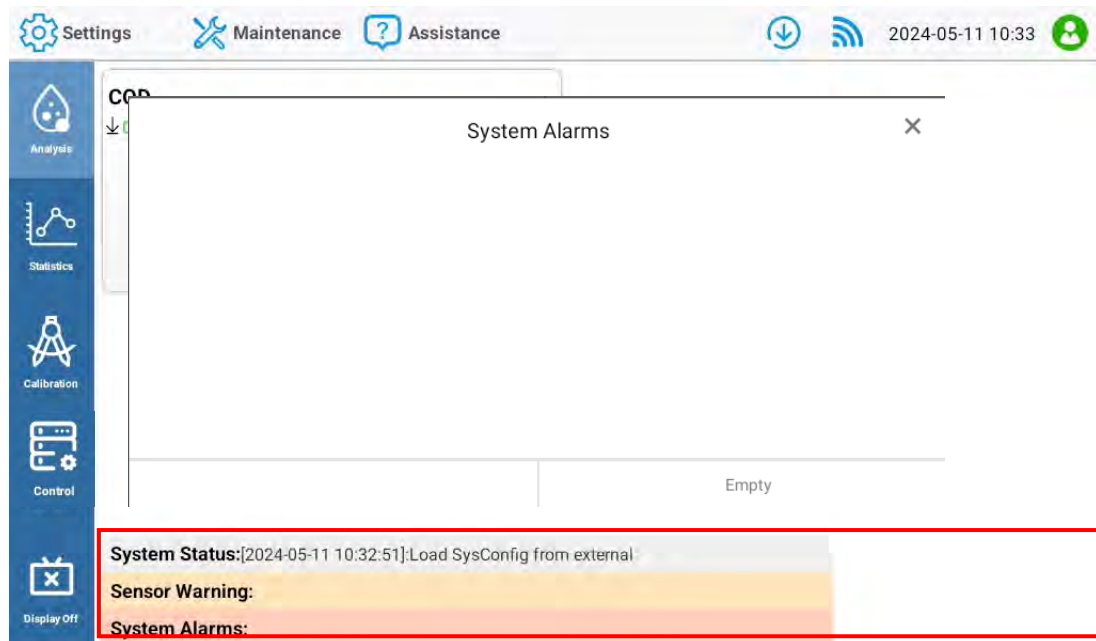 Settings Maintenance Assistance 2024-05-11 10:33
Analysis
COD
System Alarms
Statistics
Calibration
Control
Empty
System Status:[2024-05-11 10:32:51]:Load SysConfig from external
Sensor Warning:
Display Off
System Alarms: